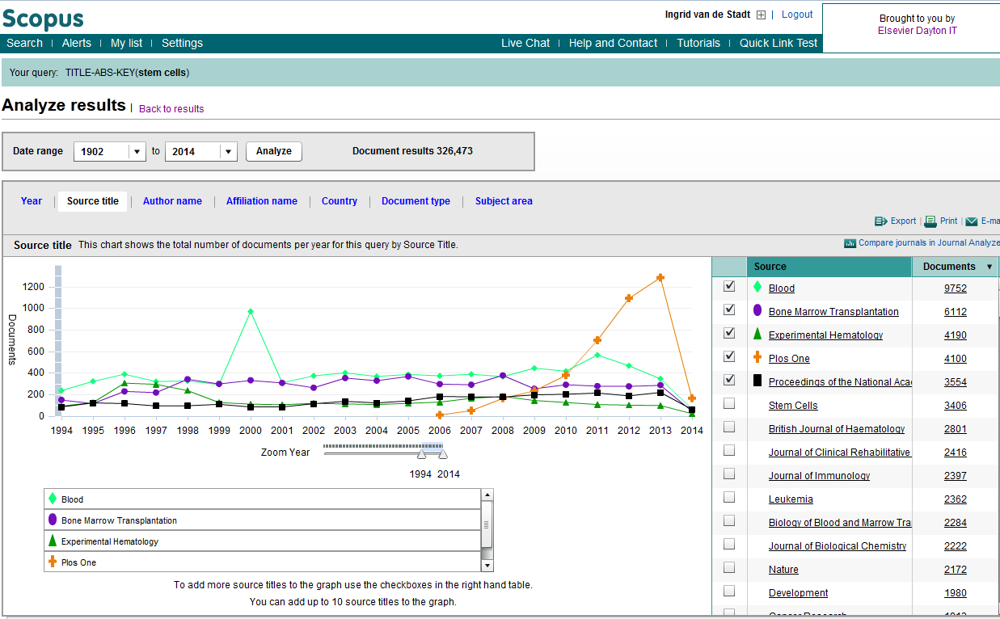 Scopus
Ingrid van de Stadt | Logout
Brought to you by
Elsevier Dayton IT
Search | Alerts | My list | Settings
Live Chat | Help and Contact | Tutorials | Quick Link Test
Your query: TITLE-ABS-KEY(stem cells)
Analyze results | Back to results
Date range 1902 to 2014 Analyze Document results 326,473
Year | Source title | Author name | Affiliation name | Country | Document type | Subject area
Export | Print | E-ma
Source title This chart shows the total number of documents per year for this query by Source Title.
Compare journals in Journal Analyze
Documents
1200
1000
800
600
400
200
0
1994 1995 1996 1997 1998 1999 2000 2001 2002 2003 2004 2005 2006 2007 2008 2009 2010 2011 2012 2013 2014
Zoom Year
1994 2014
Blood
Bone Marrow Transplantation
Experimental Hematology
Plos One
To add more source titles to the graph use the checkboxes in the right hand table.
You can add up to 10 source titles to the graph.
Source Documents
Blood 9752
Bone Marrow Transplantation 6112
Experimental Hematology 4190
Plos One 4100
Proceedings of the National Aca 3554
Stem Cells 3406
British Journal of Haematology 2801
Journal of Clinical Rehabilitative 2416
Journal of Immunology 2397
Leukemia 2362
Biology of Blood and Marrow Tra 2284
Journal of Biological Chemistry 2222
Nature 2172
Development 1980